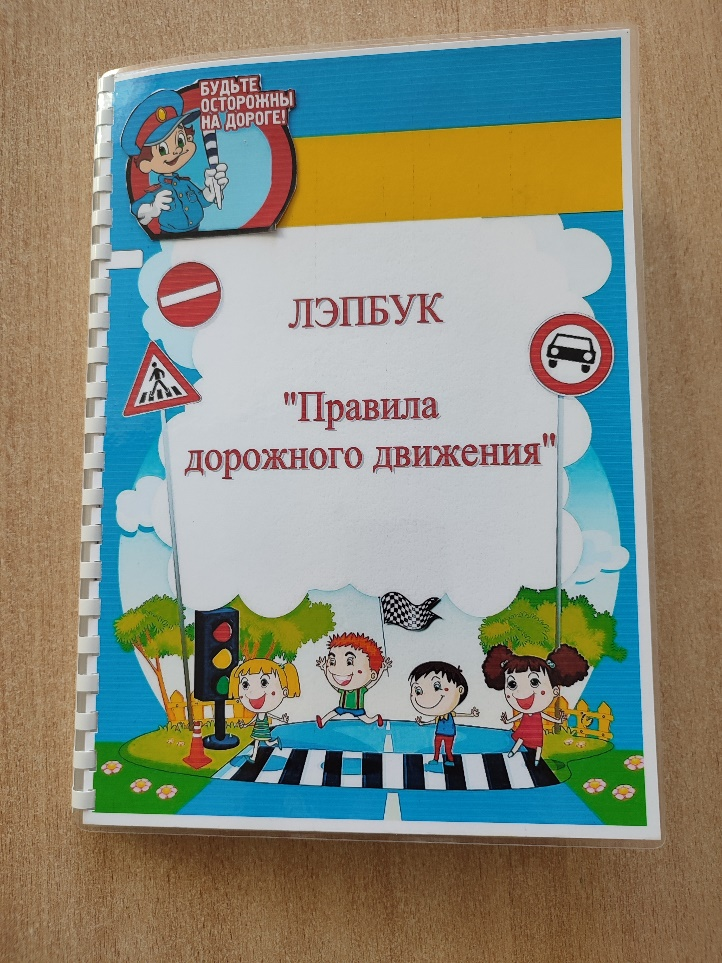 БУДЬТЕ
ОСТОРОЖНЫ
НА ДОРОГЕ!
ЛЭПБУК
"Правила
дорожного движения"